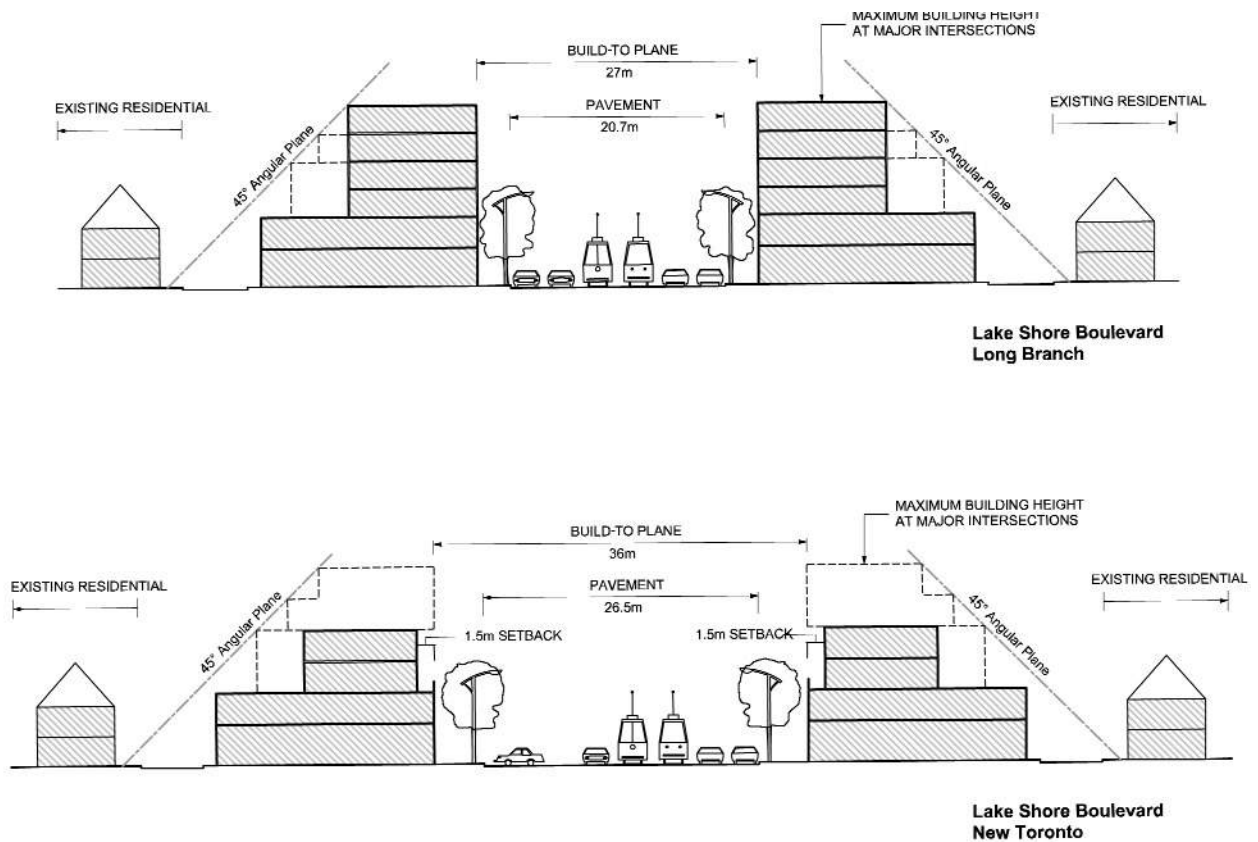 MAXIMUM BUILDING HEIGHT
AT MAJOR INTERSECTIONS
BUILD-TO PLANE
27m
EXISTING RESIDENTIAL
PAVEMENT
20.7m
EXISTING RESIDENTIAL
45° Angular Plane
45° Angular Plane
Lake Shore Boulevard
Long Branch
MAXIMUM BUILDING HEIGHT
AT MAJOR INTERSECTIONS
BUILD-TO PLANE
36m
EXISTING RESIDENTIAL
PAVEMENT
26.5m
EXISTING RESIDENTIAL
45° Angular Plane
1.5m SETBACK
1.5m SETBACK
45° Angular Plane
Lake Shore Boulevard
New Toronto